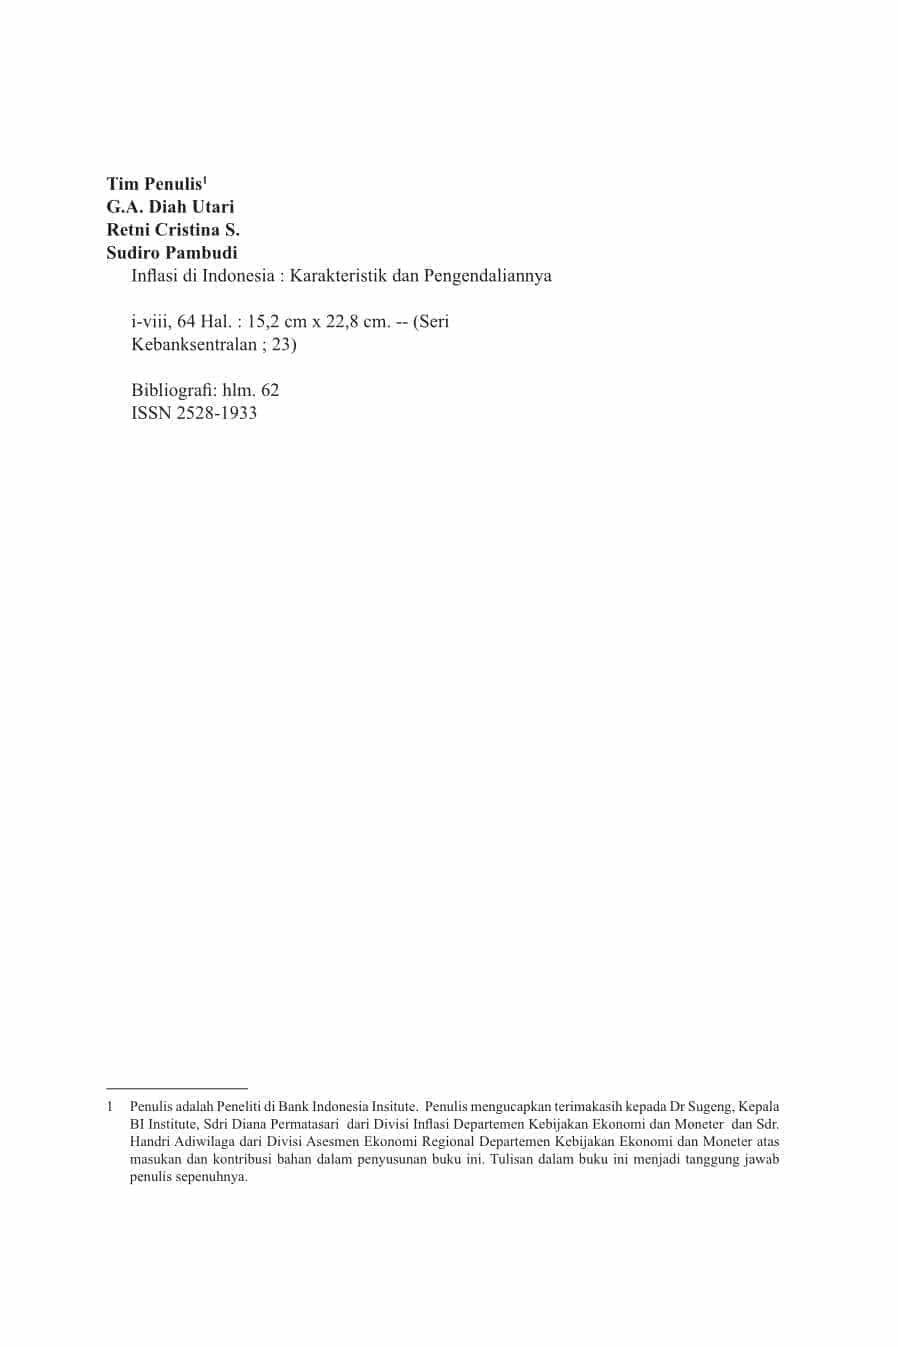 Tim Penulis¹
G.A. Diah Utari
Retni Cristina S.
Sudiro Pambudi
Inflasi di Indonesia : Karakteristik dan Pengendaliannya
i-viii, 64 Hal. : 15,2 cm x 22,8 cm. -- (Seri
Kebanksentralan ; 23)
Bibliografi: hlm. 62
ISSN 2528-1933
1 Penulis adalah Peneliti di Bank Indonesia Insitute. Penulis mengucapkan terimakasih kepada Dr Sugeng, Kepala
BI Institute, Sdri Diana Permatasari dari Divisi Inflasi Departemen Kebijakan Ekonomi dan Moneter dan Sdr.
Handri Adiwilaga dari Divisi Asesmen Ekonomi Regional Departemen Kebijakan Ekonomi dan Moneter atas
masukan dan kontribusi bahan dalam penyusunan buku ini. Tulisan dalam buku ini menjadi tanggung jawab
penulis sepenuhnya.